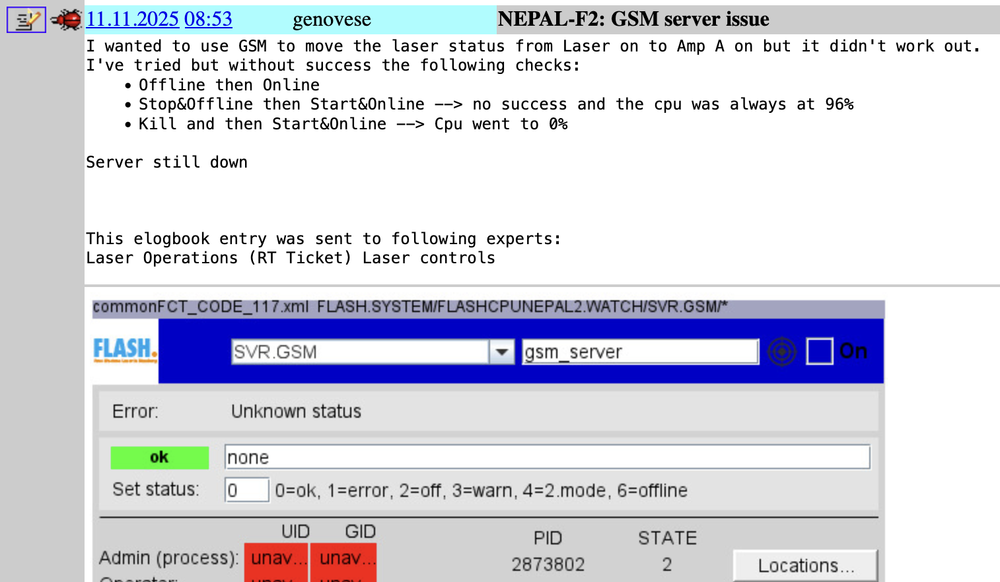 11.11.2025 08:53 genovese NEPAL-F2: GSM server issue
I wanted to use GSM to move the laser status from Laser on to Amp A on but it didn't work out.
I've tried but without success the following checks:
• Offline then Online
• Stop&Offline then Start&Online --> no success and the cpu was always at 96%
• Kill and then Start&Online --> Cpu went to 0%
Server still down
This elogbook entry was sent to following experts:
Laser Operations (RT Ticket) Laser controls
commonFCT_CODE_117.xml FLASH.SYSTEM/FLASHCPUNEPAL2.WATCH/SVR.GSM/*
FLASH. SVR.GSM gsm_server On
Error: Unknown status
ok none
Set status: 0 0=ok, 1=error, 2=off, 3=warn, 4=2.mode, 6=offline
UID GID PID STATE
Admin (process): unav... unav... 2873802 2 Locations...